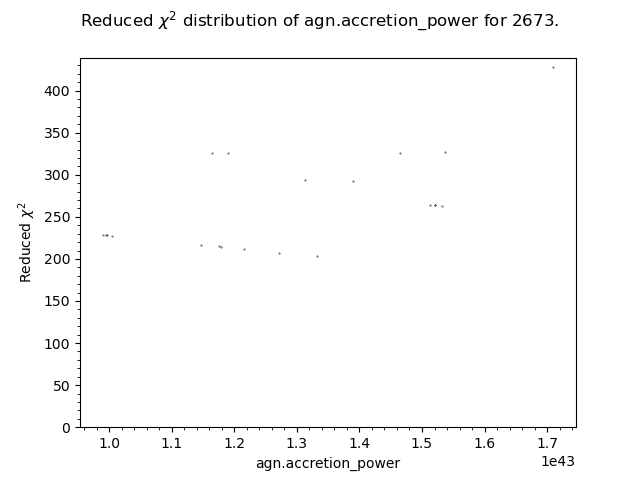 Reduced χ² distribution of agn.accretion_power for 2673.
400
350
300
250
200
150
100
50
0
Reduced χ²
1.0 1.1 1.2 1.3 1.4 1.5 1.6 1.7
1e43
agn.accretion_power